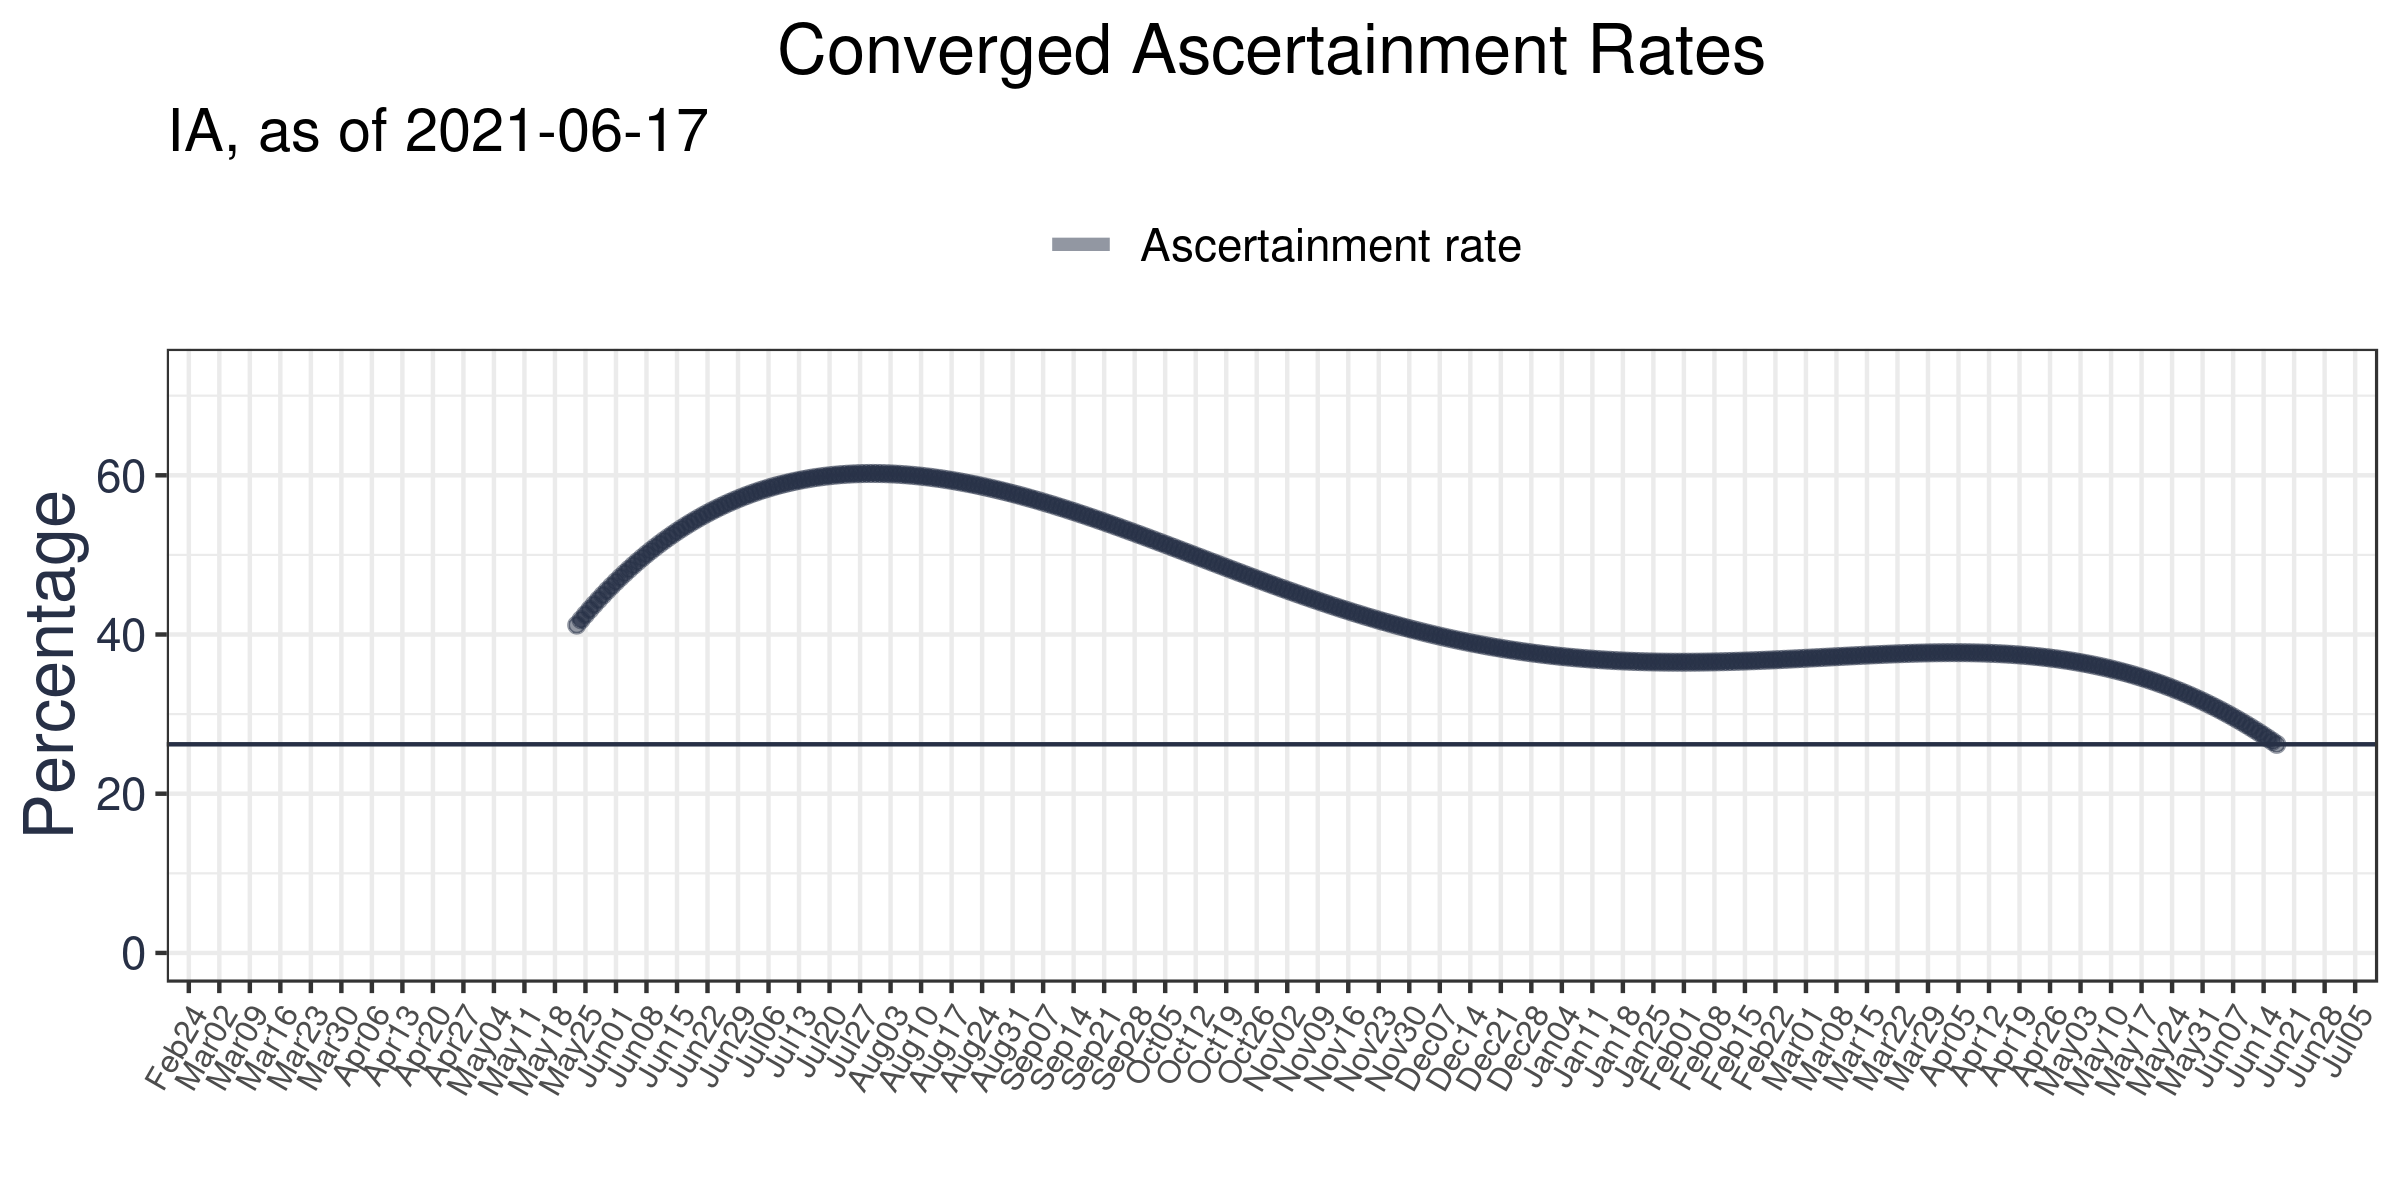 Converged Ascertainment Rates
IA, as of 2021-06-17
Ascertainment rate
Percentage
60
40
20
0
Feb24
Mar02
Mar09
Mar16
Mar23
Mar30
Apr06
Apr13
Apr20
Apr27
May04
May11
May18
May25
Jun01
Jun08
Jun15
Jun22
Jun29
Jul06
Jul13
Jul20
Jul27
Aug03
Aug10
Aug17
Aug24
Aug31
Sep07
Sep14
Sep21
Sep28
Oct05
Oct12
Oct19
Oct26
Nov02
Nov09
Nov16
Nov23
Nov30
Dec07
Dec14
Dec21
Dec28
Jan04
Jan11
Jan18
Jan25
Feb01
Feb08
Feb15
Feb22
Mar01
Mar08
Mar15
Mar22
Mar29
Apr05
Apr12
Apr19
Apr26
May03
May10
May17
May24
May31
Jun07
Jun14
Jun21
Jun28
Jul05